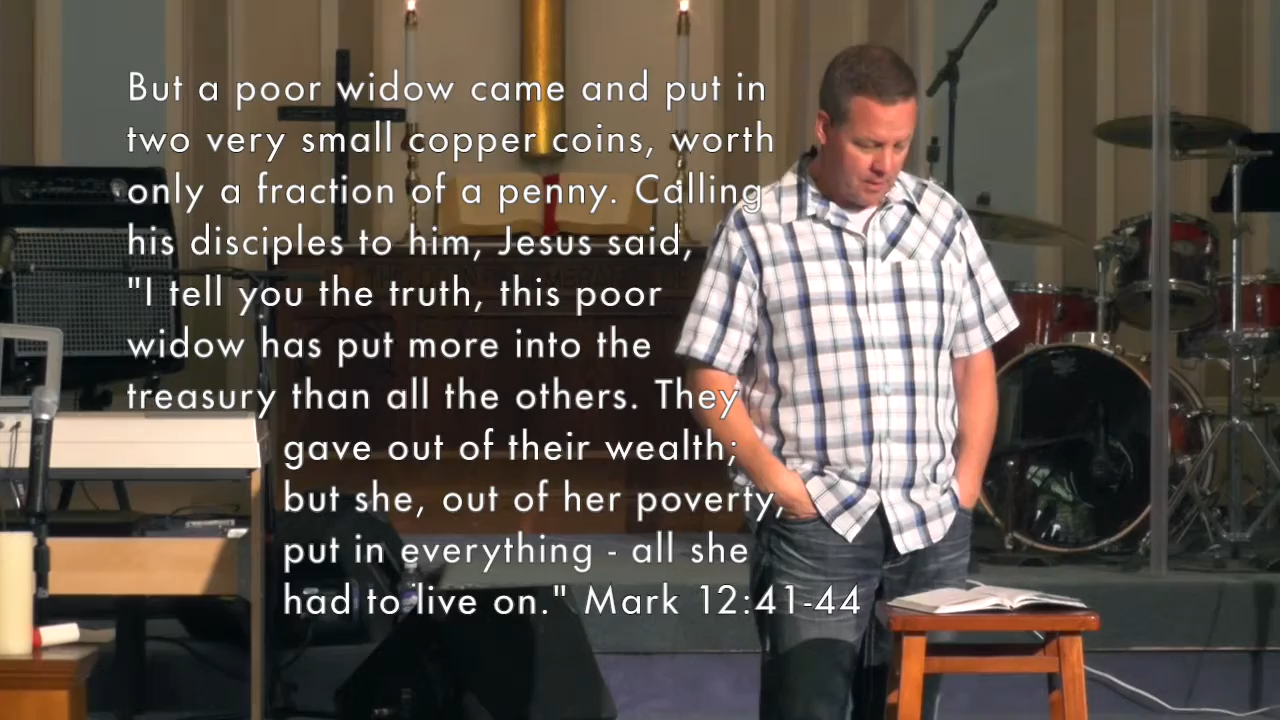 But a poor widow came and put in
two very small copper coins, worth
only a fraction of a penny. Calling
his disciples to him, Jesus said,
"I tell you the truth, this poor
widow has put more into the
treasury than all the others. They
gave out of their wealth;
but she, out of her poverty,
put in everything - all she
had to live on." Mark 12:41-44